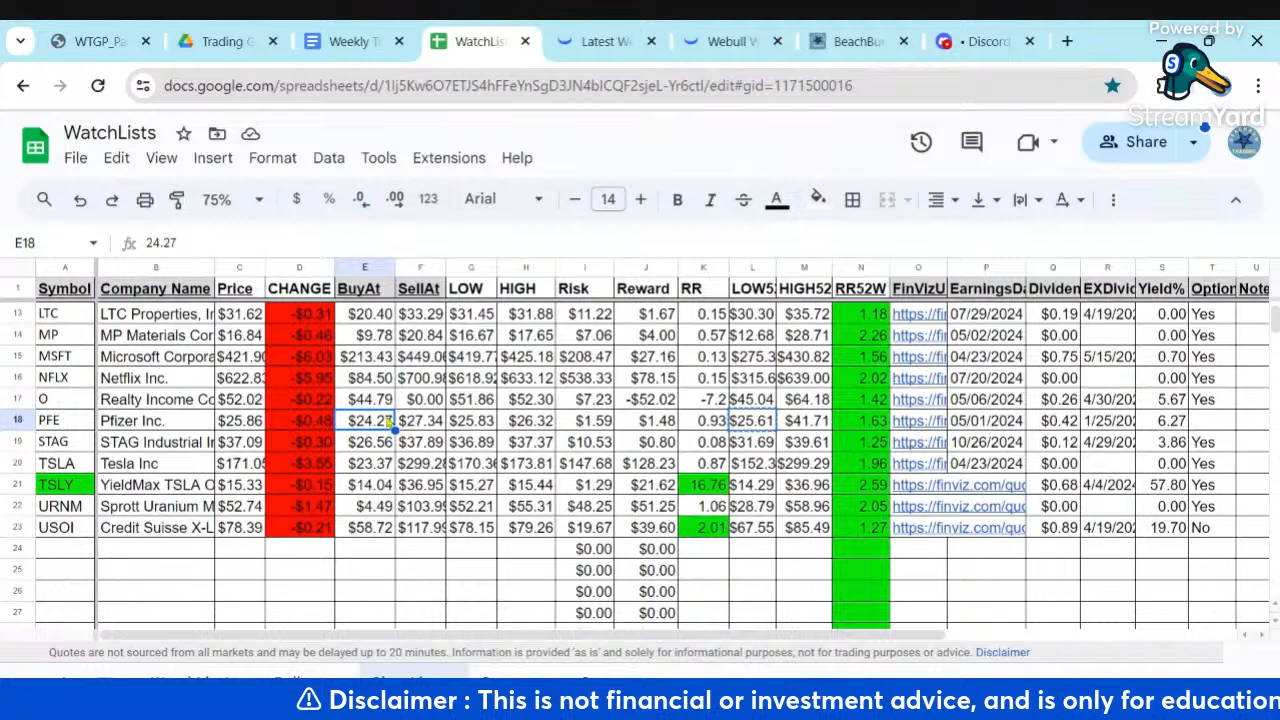 Powered by
StreamYard
WTGP_Pa
Trading G
Weekly T
WatchList
Latest W
Webull W
BeachBu
• Discord
docs.google.com/spreadsheets/d/1Ij5Kw6O7ETS4hFFeYnSgD3JN4bICQF2sjeL-Yr6ctI/edit#gid=1171500016
WatchLists
File Edit View Insert Format Data Tools Extensions Help
Share
75% $ % .0 .00 123 Arial 14 B I A
E18 fx 24.27
A B C D E F G H I J K L M N O P Q R S T U
1 Symbol Company Name Price CHANGE BuyAt SellAt LOW HIGH Risk Reward RR LOW5 HIGH52 RR52W FinVizU EarningsDa Dividen EXDivid Yield% Option Note
13 LTC LTC Properties, In $31.62 -$0.31 $20.40 $33.29 $31.45 $31.88 $11.22 $1.67 0.15 $30.30 $35.72 1.18 https://fin 07/29/2024 $0.19 4/19/202 0.00 Yes
14 MP MP Materials Cor $16.84 -$0.46 $9.78 $20.84 $16.67 $17.65 $7.06 $4.00 0.57 $12.68 $28.71 2.26 https://fin 05/02/2024 $0.00 0.00 Yes
15 MSFT Microsoft Corpora $421.90 -$6.03 $213.43 $449.06 $419.77 $425.18 $208.47 $27.16 0.13 $275.3 $430.82 1.56 https://fin 04/23/2024 $0.75 5/15/202 0.70 Yes
16 NFLX Netflix Inc. $622.83 -$5.95 $84.50 $700.98 $618.92 $633.12 $538.33 $78.15 0.15 $315.6 $639.00 2.02 https://fin 07/20/2024 $0.00 0.00 Yes
17 O Realty Income Co $52.02 -$0.22 $44.79 $0.00 $51.86 $52.30 $7.23 -$52.02 -7.2 $45.04 $64.18 1.42 https://fin 05/06/2024 $0.26 4/30/202 5.67 Yes
18 PFE Pfizer Inc. $25.86 -$0.48 $24.27 $27.34 $25.83 $26.32 $1.59 $1.48 0.93 $25.61 $41.71 1.63 https://fin 05/01/2024 $0.42 1/25/202 6.27
19 STAG STAG Industrial In $37.09 -$0.30 $26.56 $37.89 $36.89 $37.37 $10.53 $0.80 0.08 $31.69 $39.61 1.25 https://fin 10/26/2024 $0.12 4/29/202 3.86 Yes
20 TSLA Tesla Inc $171.05 -$3.55 $23.37 $299.28 $170.36 $173.81 $147.68 $128.23 0.87 $152.3 $299.29 1.96 https://fin 04/23/2024 $0.00 0.00 Yes
21 TSLY YieldMax TSLA C $15.33 -$0.15 $14.04 $36.95 $15.27 $15.44 $1.29 $21.62 16.76 $14.29 $36.96 2.59 https://finviz.com/quo $0.68 4/4/2024 57.80 Yes
22 URNM Sprott Uranium M $52.74 -$1.47 $4.49 $103.99 $52.21 $55.31 $48.25 $51.25 1.06 $28.79 $58.96 2.05 https://finviz.com/quo $0.00 0.00 Yes
23 USOI Credit Suisse X-L $78.39 -$0.21 $58.72 $117.99 $78.15 $79.26 $19.67 $39.60 2.01 $67.55 $85.49 1.27 https://finviz.com/quo $0.89 4/19/202 19.70 No
24 $0.00 $0.00
25 $0.00 $0.00
26 $0.00 $0.00
27 $0.00 $0.00
Quotes are not sourced from all markets and may be delayed up to 20 minutes. Information is provided 'as is' and solely for informational purposes, not for trading purposes or advice. Disclaimer
Disclaimer : This is not financial or investment advice, and is only for education